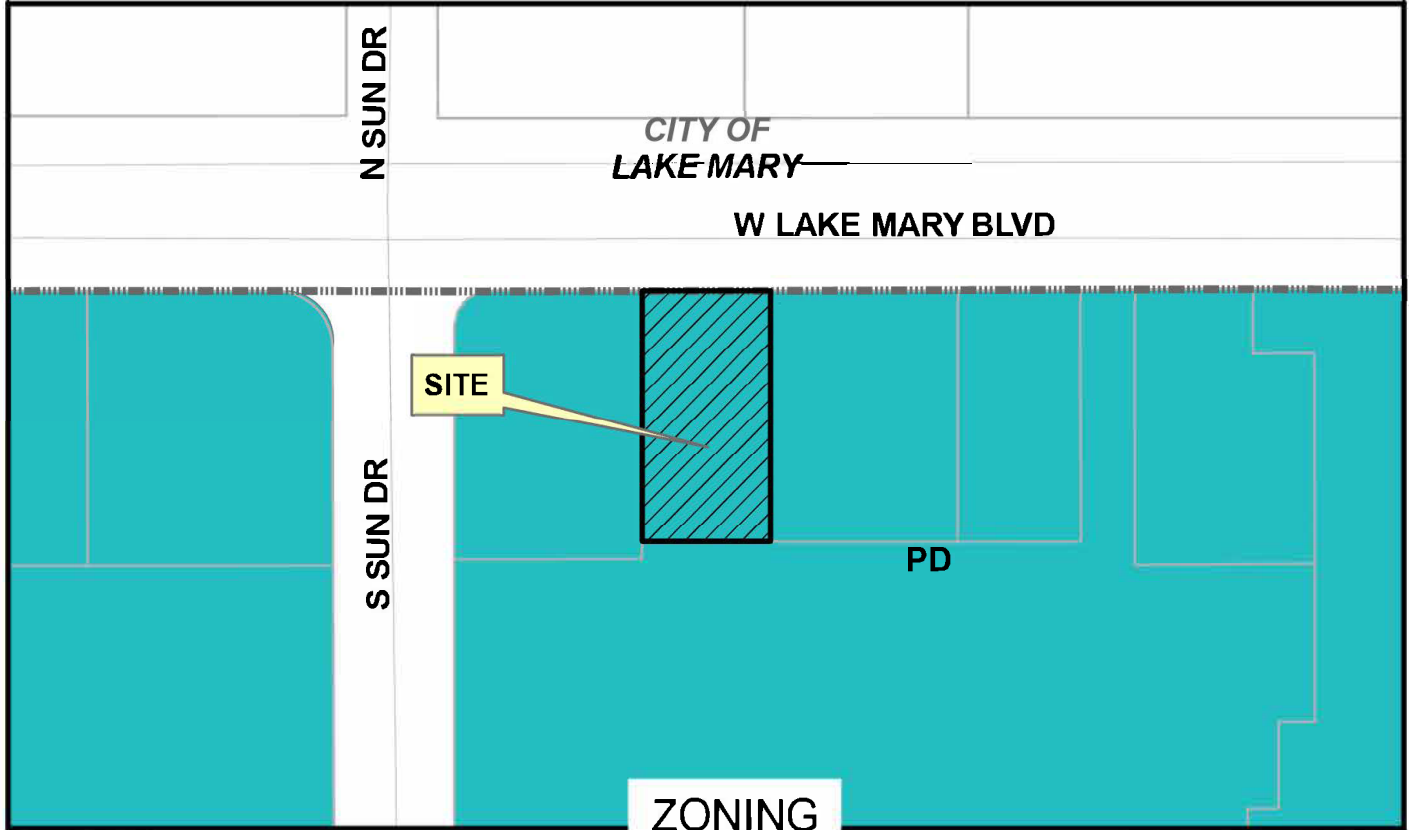 N SUN DR
CITY OF
LAKE MARY
W LAKE MARY BLVD
SITE
S SUN DR
PD
ZONING